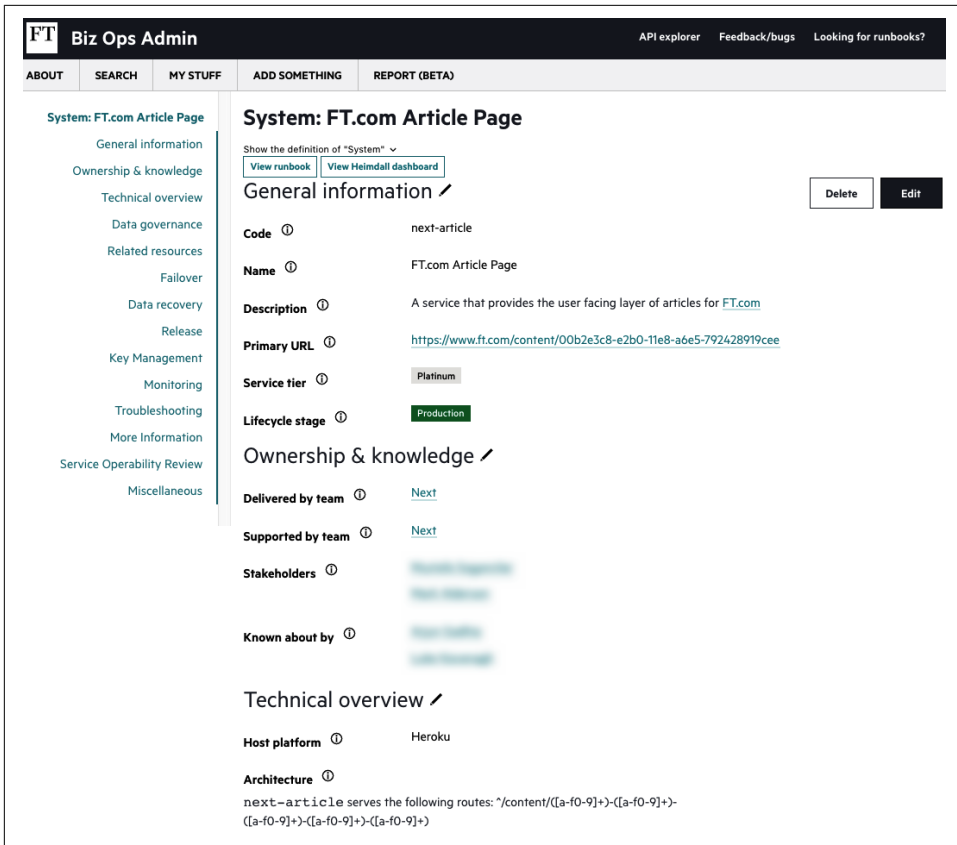 FT Biz Ops Admin API explorer Feedback/bugs Looking for runbooks?
ABOUT SEARCH MY STUFF ADD SOMETHING REPORT (BETA)
System: FT.com Article Page
General information
Ownership & knowledge
Technical overview
Data governance
Related resources
Failover
Data recovery
Release
Key Management
Monitoring
Troubleshooting
More Information
Service Operability Review
Miscellaneous
System: FT.com Article Page
Show the definition of "System"
View runbook View Heimdall dashboard
General information
Delete Edit
Code next-article
Name FT.com Article Page
Description A service that provides the user facing layer of articles for FT.com
Primary URL https://www.ft.com/content/00b2e3c8-e2b0-11e8-a6e5-792428919cee
Service tier Platinum
Lifecycle stage Production
Ownership & knowledge
Delivered by team Next
Supported by team Next
Stakeholders
Known about by
Technical overview
Host platform Heroku
Architecture
next-article serves the following routes: ^/content/([a-f0-9]+)-([a-f0-9]+)-
([a-f0-9]+)-([a-f0-9]+)-([a-f0-9]+)